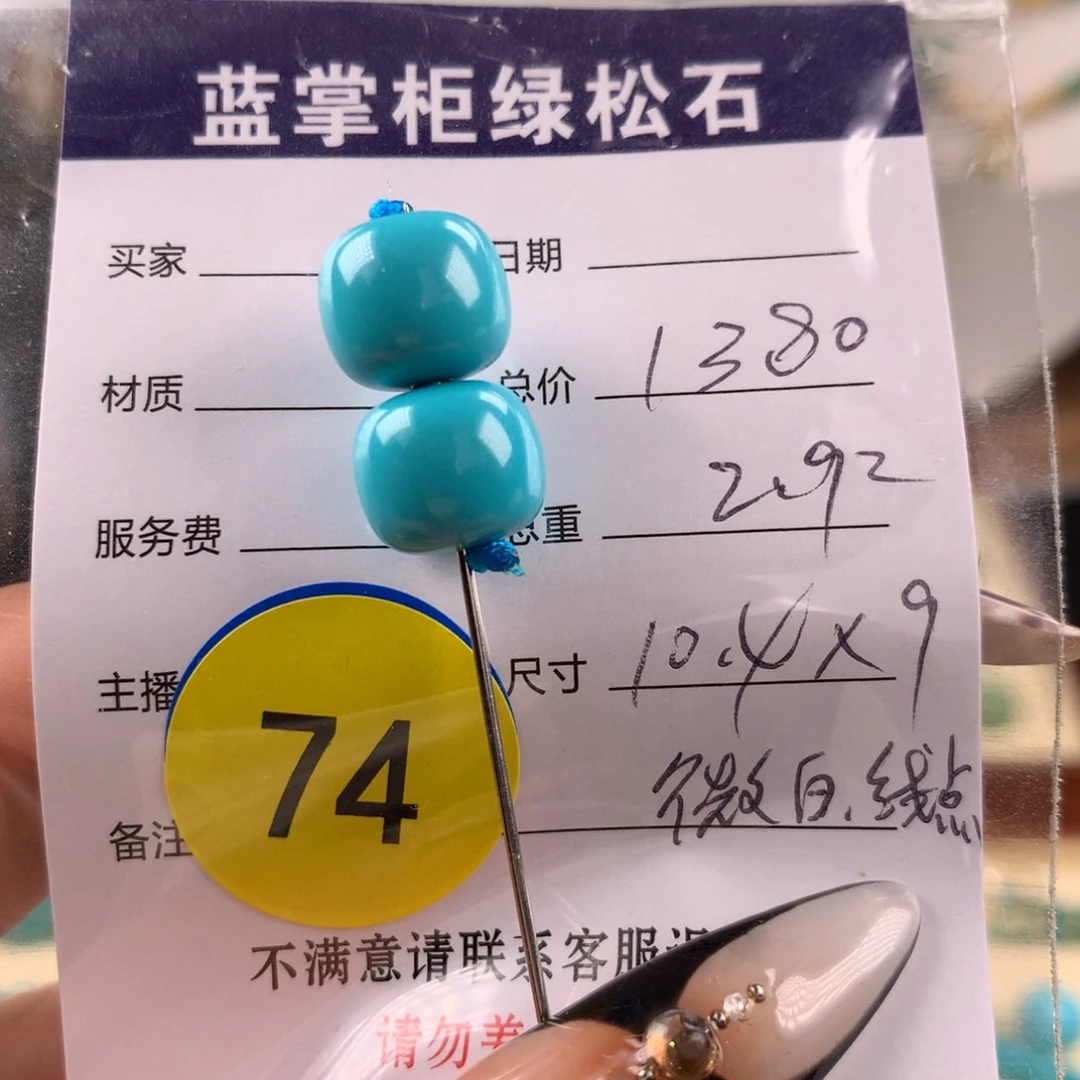 蓝掌柜绿松石
买家 日期
材质 总价 1380
服务费 总重 2.92
主播 尺寸 10.4×9
74
备注 微白.线点
不满意请联系客服
请勿